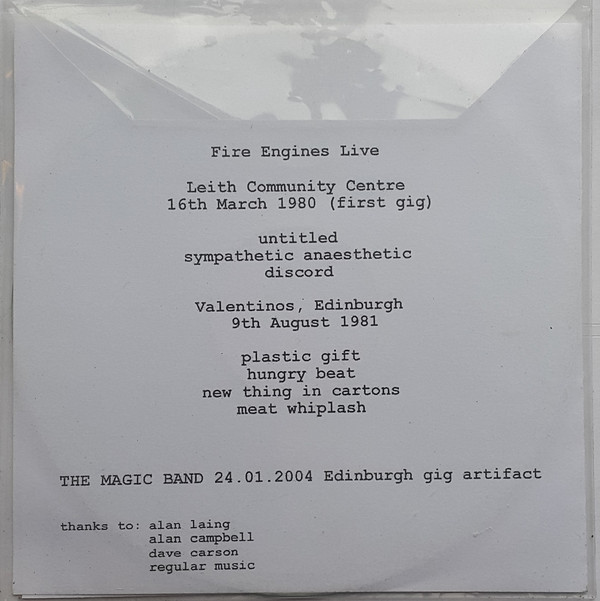 Fire Engines Live
Leith Community Centre
16th March 1980 (first gig)
untitled
sympathetic anaesthetic
discord
Valentinos, Edinburgh
9th August 1981
plastic gift
hungry beat
new thing in cartons
meat whiplash
THE MAGIC BAND 24.01.2004 Edinburgh gig artifact
thanks to: alan laing
alan campbell
dave carson
regular music